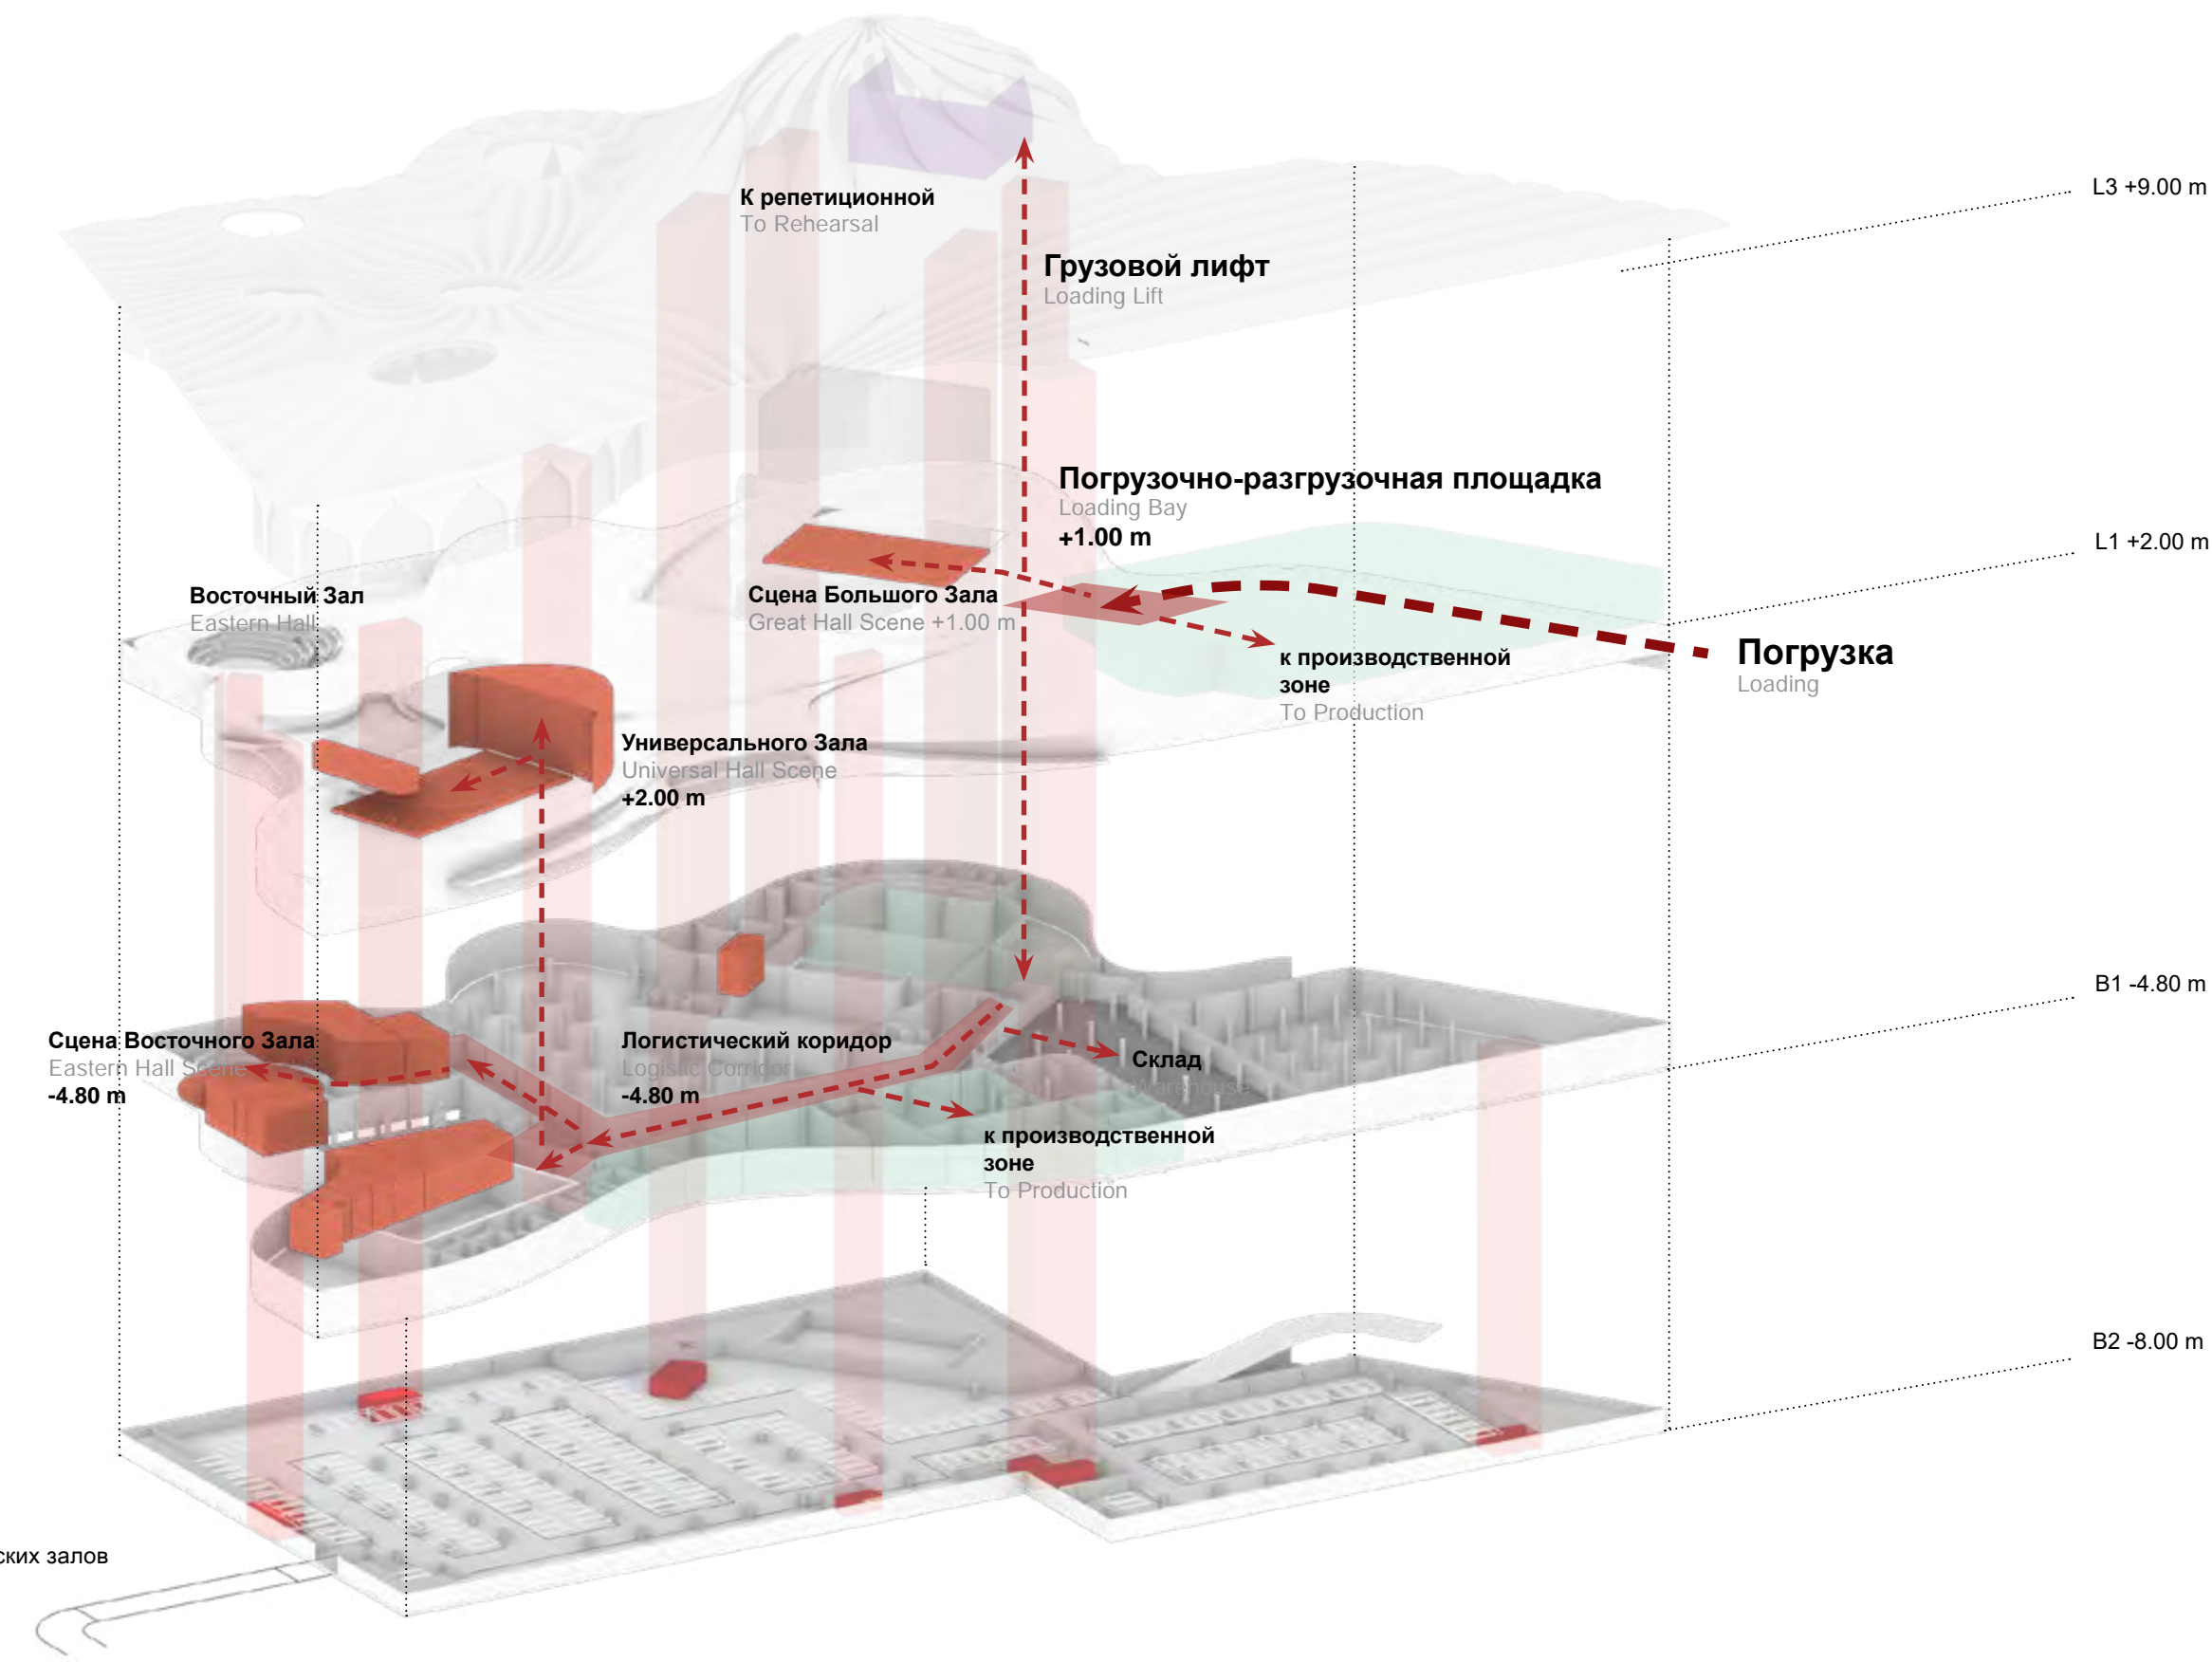 L3 +9.00 m
К репетиционной
To Rehearsal
Грузовой лифт
Loading Lift
Погрузочно-разгрузочная площадка
Loading Bay
+1.00 m
L1 +2.00 m
Восточный Зал
Eastern Hall
Сцена Большого Зала
Great Hall Scene +1.00 m
Погрузка
Loading
к производственной
зоне
To Production
Универсального Зала
Universal Hall Scene
+2.00 m
B1 -4.80 m
Сцена Восточного Зала
Eastern Hall Scene
-4.80 m
Логистический коридор
Logistic Corridor
-4.80 m
Склад
Warehouse
к производственной
зоне
To Production
B2 -8.00 m
ских залов